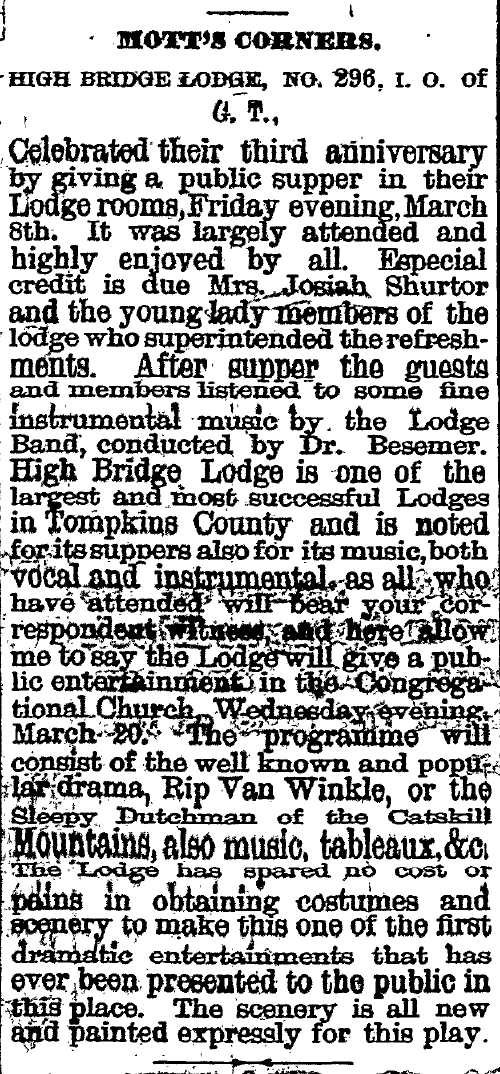 MOTT'S CORNERS.
HIGH BRIDGE LODGE, NO. 296, I. O. of
G. T.,
Celebrated their third anniversary
by giving a public supper in their
Lodge rooms, Friday evening, March
8th. It was largely attended and
highly enjoyed by all. Especial
credit is due Mrs. Josiah Shurtor
and the young lady members of the
lodge who superintended the refresh-
ments. After supper the guests
and members listened to some fine
instrumental music by the Lodge
Band, conducted by Dr. Besemer.
High Bridge Lodge is one of the
largest and most successful Lodges
in Tompkins County and is noted
for its suppers also for its music, both
vocal and instrumental, as all who
have attended will bear your cor-
respondent witness, and here allow
me to say the Lodge will give a pub-
lic entertainment in the Congrega-
tional Church, Wednesday evening,
March 20. The programme will
consist of the well known and popu-
lar drama, Rip Van Winkle, or the
Sleepy Dutchman of the Catskill
Mountains, also music, tableaux, &c.
The Lodge has spared no cost or
pains in obtaining costumes and
scenery to make this one of the first
dramatic entertainments that has
ever been presented to the public in
this place. The scenery is all new
and painted expressly for this play.